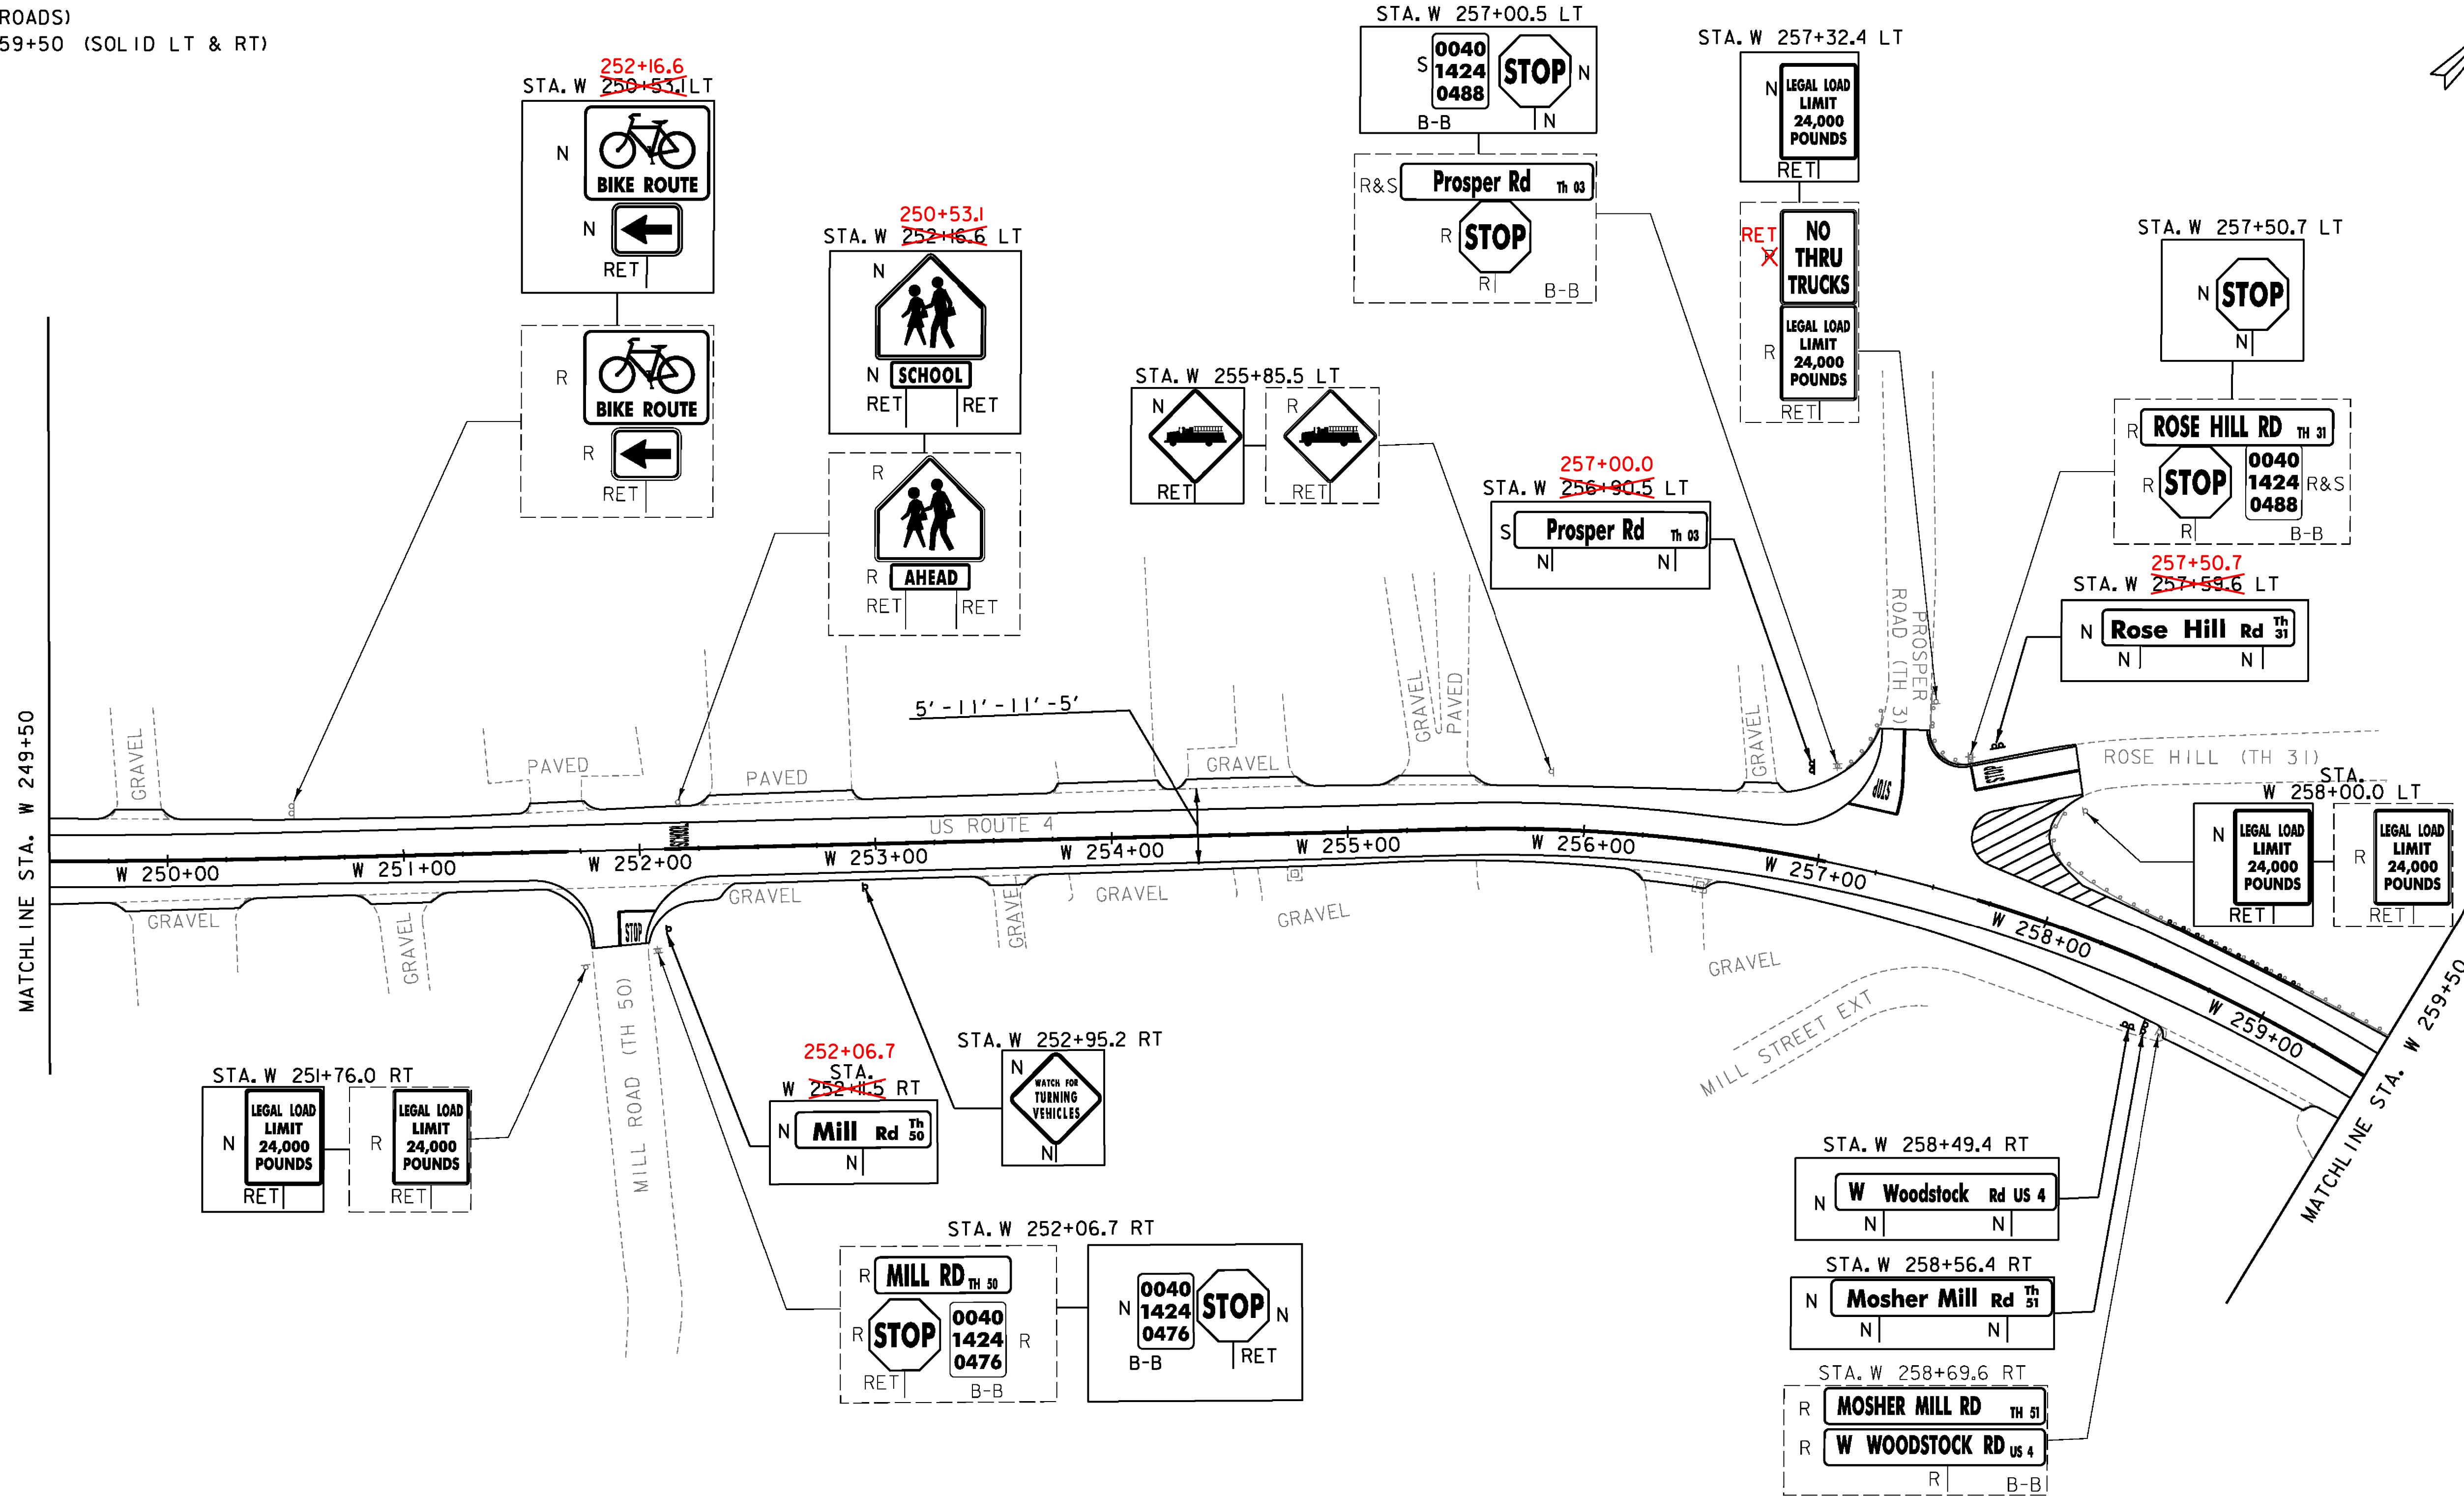 ROADS)
59+50 (SOLID LT & RT)
252+16.6
STA. W 250+53.1 LT
N
BIKE ROUTE
N
RET
R
BIKE ROUTE
R
RET
250+53.1
STA. W 252+16.6 LT
N
N SCHOOL
RET RET
R
R AHEAD
RET RET
STA. W 255+85.5 LT
N
RET
R
RET
STA. W 257+00.5 LT
S 0040 1424 0488 STOP N
B-B N
R&S Prosper Rd Th 03
R STOP
R B-B
STA. W 257+32.4 LT
N LEGAL LOAD
LIMIT
24,000
POUNDS
RET
RET R NO
THRU
TRUCKS
R LEGAL LOAD
LIMIT
24,000
POUNDS
RET
257+00.0
STA. W 256+90.5 LT
S Prosper Rd Th 03
N N
STA. W 257+50.7 LT
N STOP
N
R ROSE HILL RD TH 31
R STOP 0040 1424 0488 R&S
R B-B
257+50.7
STA. W 257+59.6 LT
N Rose Hill Rd Th 31
N N
STA.
W 258+00.0 LT
N LEGAL LOAD
LIMIT
24,000
POUNDS
RET
R LEGAL LOAD
LIMIT
24,000
POUNDS
RET
MATCHLINE STA. W 249+50
GRAVEL
PAVED
PAVED
5'-11'-11'-5'
GRAVEL
GRAVEL
PAVED
GRAVEL
PROSPER
ROAD (TH 3)
ROSE HILL (TH 31)
STOP
STOP
SCHOOL
US ROUTE 4
W 250+00
W 251+00
W 252+00
W 253+00
W 254+00
W 255+00
W 256+00
W 257+00
W 258+00
W 259+00
GRAVEL
GRAVEL
STOP
GRAVEL
GRAVEL
GRAVEL
GRAVEL
GRAVEL
MILL ROAD (TH 50)
MILL STREET EXT
MATCHLINE STA. W 259+50
STA. W 251+76.0 RT
N LEGAL LOAD
LIMIT
24,000
POUNDS
RET
R LEGAL LOAD
LIMIT
24,000
POUNDS
RET
252+06.7
STA.
W 252+11.5 RT
N Mill Rd Th 50
N
STA. W 252+95.2 RT
N
WATCH FOR
TURNING
VEHICLES
N
STA. W 252+06.7 RT
R MILL RD TH 50
R STOP 0040 1424 0476 R
RET B-B
N 0040 1424 0476 STOP N
B-B RET
STA. W 258+49.4 RT
N W Woodstock Rd US 4
N N
STA. W 258+56.4 RT
N Mosher Mill Rd Th 51
N N
STA. W 258+69.6 RT
R MOSHER MILL RD TH 51
R W WOODSTOCK RD US 4
R B-B